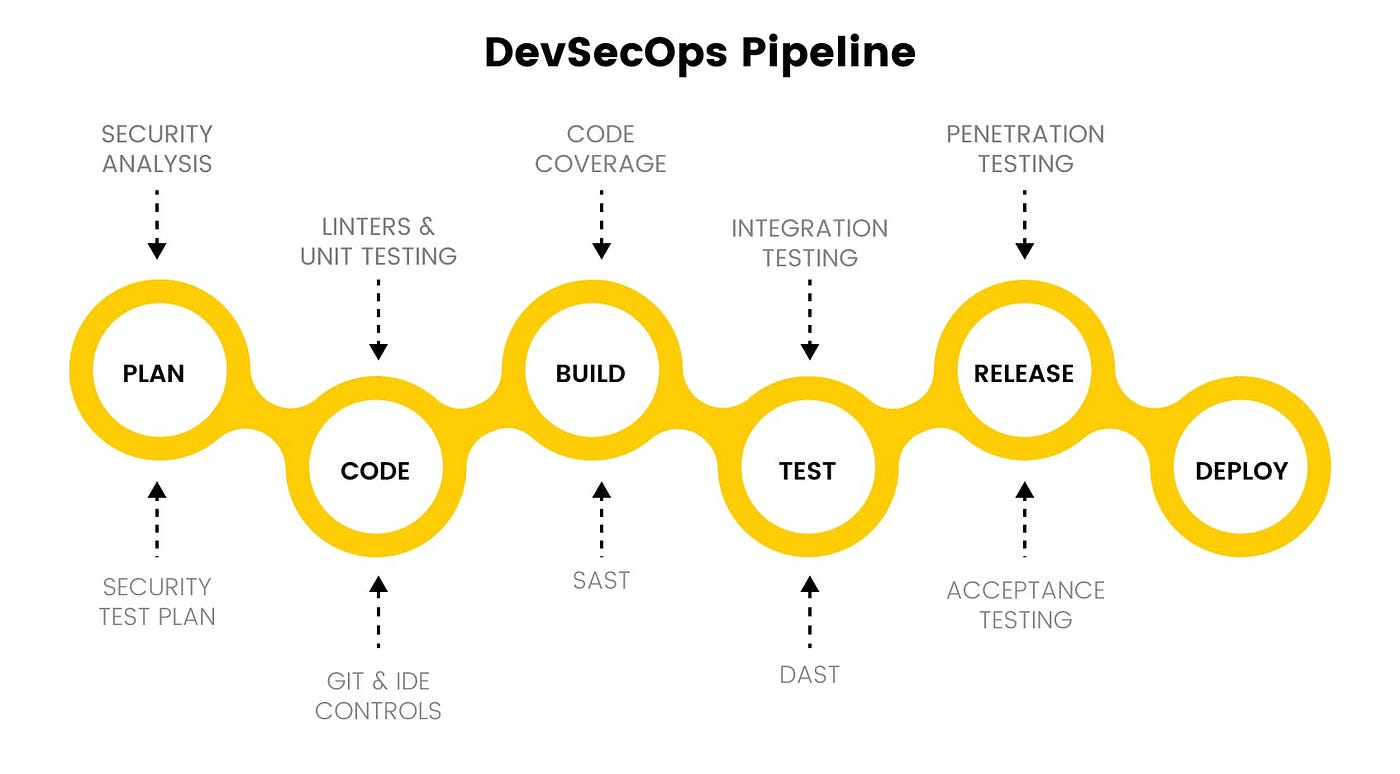 DevSecOps Pipeline
SECURITY
ANALYSIS
CODE
COVERAGE
PENETRATION
TESTING
LINTERS &
UNIT TESTING
INTEGRATION
TESTING
PLAN
BUILD
RELEASE
CODE
TEST
DEPLOY
SECURITY
TEST PLAN
SAST
ACCEPTANCE
TESTING
GIT & IDE
CONTROLS
DAST